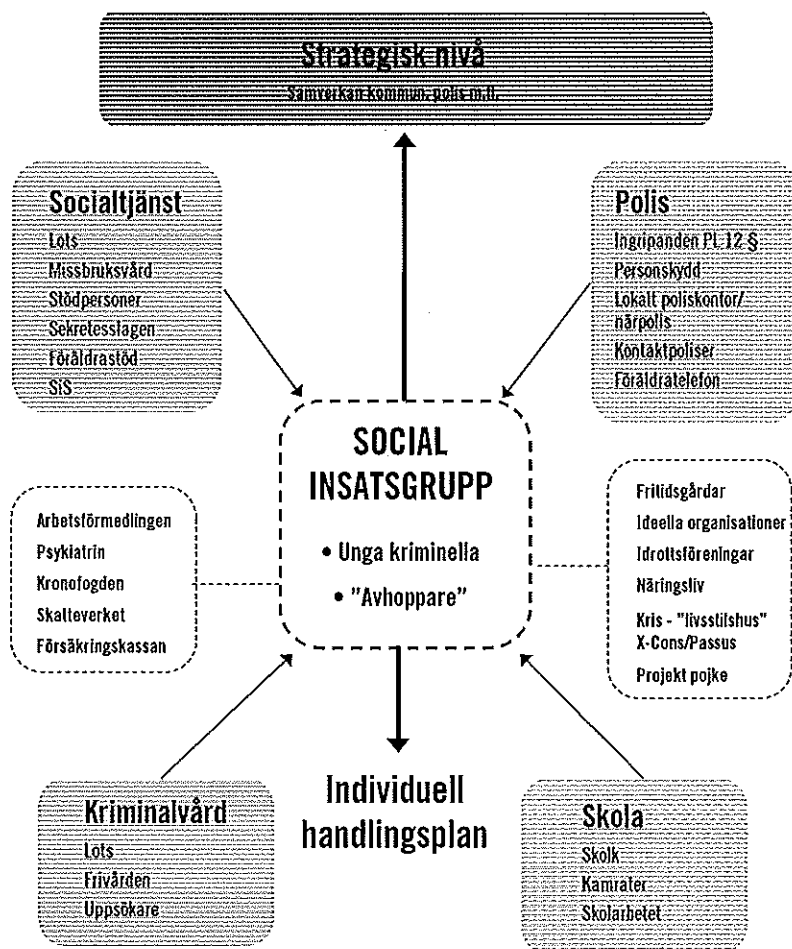 Strategisk nivå
Samverkan kommun, polis m.fl.
Socialtjänst
Lots
Missbruksvård
Stödpersoner
Sekretesslagen
Föräldrastöd
SiS
Polis
Ingripanden PL 12 §
Personskydd
Lokalt poliskontor/
närpolis
Kontaktpoliser
Föräldratelefon
SOCIAL
INSATSGRUPP
• Unga kriminella
• "Avhoppare"
Arbetsförmedlingen
Psykiatrin
Kronofogden
Skatteverket
Försäkringskassan
Fritidsgårdar
Ideella organisationer
Idrottsföreningar
Näringsliv
Kris - "livsstilshus"
X-Cons/Passus
Projekt pojke
Kriminalvård
Lots
Frivården
Uppsökare
Individuell
handlingsplan
Skola
Skolk
Kamrater
Skolarbetet